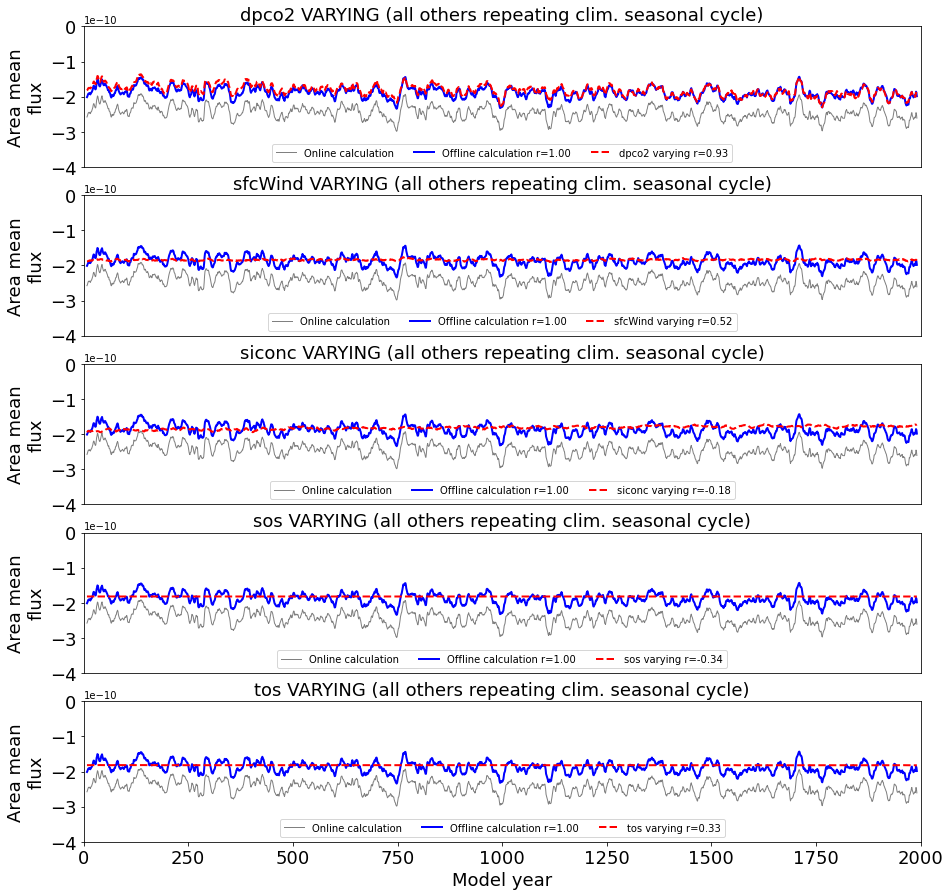 dpco2 VARYING (all others repeating clim. seasonal cycle)
1e−10
0
−1
−2
−3
−4
Area mean
flux
Online calculation
Offline calculation r=1.00
dpco2 varying r=0.93
sfcWind VARYING (all others repeating clim. seasonal cycle)
1e−10
0
−1
−2
−3
−4
Area mean
flux
Online calculation
Offline calculation r=1.00
sfcWind varying r=0.52
siconc VARYING (all others repeating clim. seasonal cycle)
1e−10
0
−1
−2
−3
−4
Area mean
flux
Online calculation
Offline calculation r=1.00
siconc varying r=-0.18
sos VARYING (all others repeating clim. seasonal cycle)
1e−10
0
−1
−2
−3
−4
Area mean
flux
Online calculation
Offline calculation r=1.00
sos varying r=-0.34
tos VARYING (all others repeating clim. seasonal cycle)
1e−10
0
−1
−2
−3
−4
Area mean
flux
Online calculation
Offline calculation r=1.00
tos varying r=0.33
0 250 500 750 1000 1250 1500 1750 2000
Model year